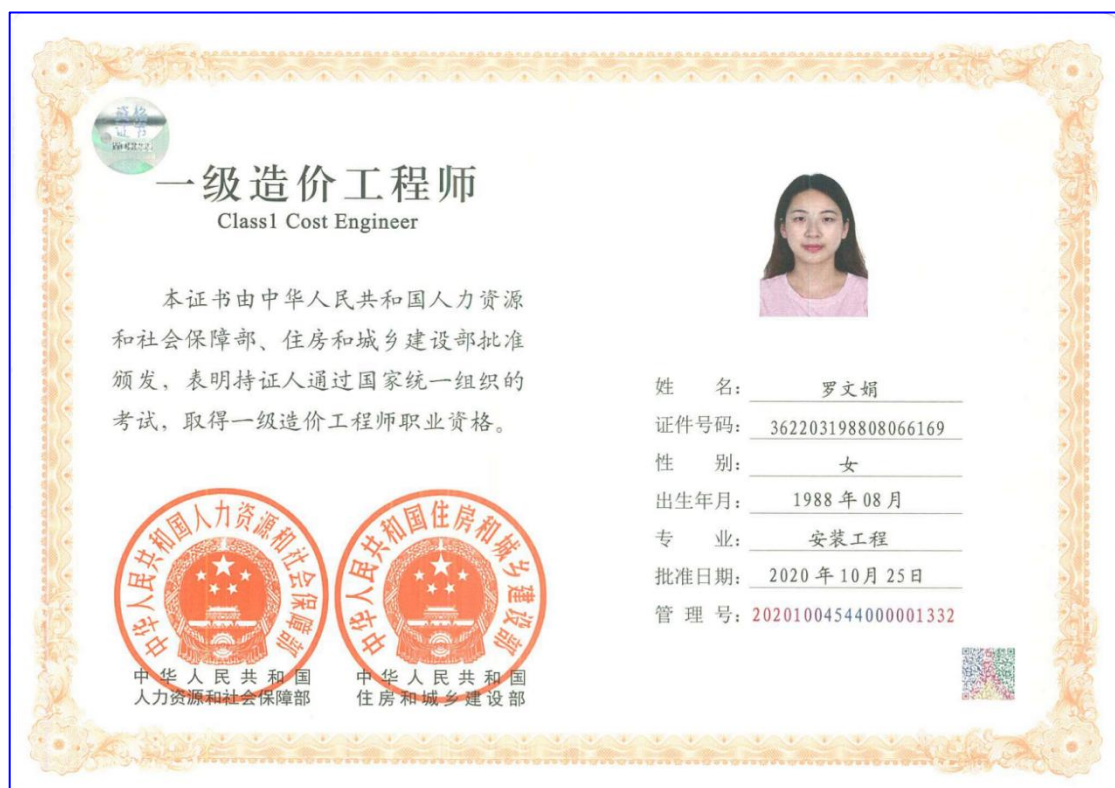 资格
证书
一级造价工程师
Class1 Cost Engineer
本证书由中华人民共和国人力资源
和社会保障部、住房和城乡建设部批准
颁发，表明持证人通过国家统一组织的
考试，取得一级造价工程师职业资格。
中华人民共和国人力资源和社会保障部
中华人民共和国住房和城乡建设部
中华人民共和国
人力资源和社会保障部
中华人民共和国
住房和城乡建设部
姓 名： 罗文娟
证件号码： 362203198808066169
性 别： 女
出生年月： 1988年08月
专 业： 安装工程
批准日期： 2020年10月25日
管 理 号：20201004544000001332